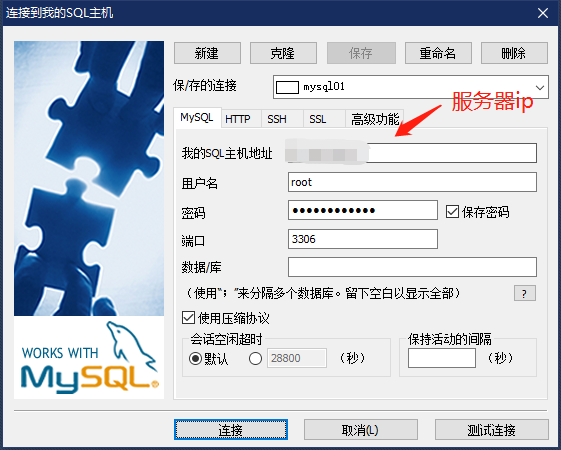 连接到我的SQL主机
新建 克隆 保存 重命名 删除
保/存的连接 mysql01
服务器ip
MySQL HTTP SSH SSL 高级功能
我的SQL主机地址
用户名 root
密码 ●●●●●●●●●●●● 保存密码
端口 3306
数据/库
（使用“；”来分隔多个数据库。留下空白以显示全部） ?
使用压缩协议
会话空闲超时 保持活动的间隔
默认 28800 （秒） （秒）
WORKS WITH
MySQL®
连接 取消(L) 测试连接